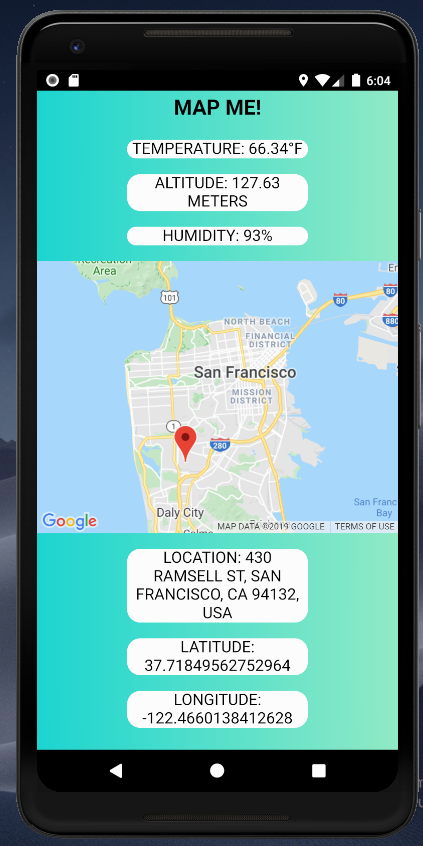 6:04
MAP ME!
TEMPERATURE: 66.34°F
ALTITUDE: 127.63
METERS
HUMIDITY: 93%
Recreation
Area
101
80
80
880
NORTH BEACH
FINANCIAL
DISTRICT
San Francisco
MISSION
DISTRICT
1
280
Daly City
San Franc
Bay
Google
MAP DATA ©2019 GOOGLE
TERMS OF USE
LOCATION: 430
RAMSELL ST, SAN
FRANCISCO, CA 94132,
USA
LATITUDE:
37.71849562752964
LONGITUDE:
-122.4660138412628